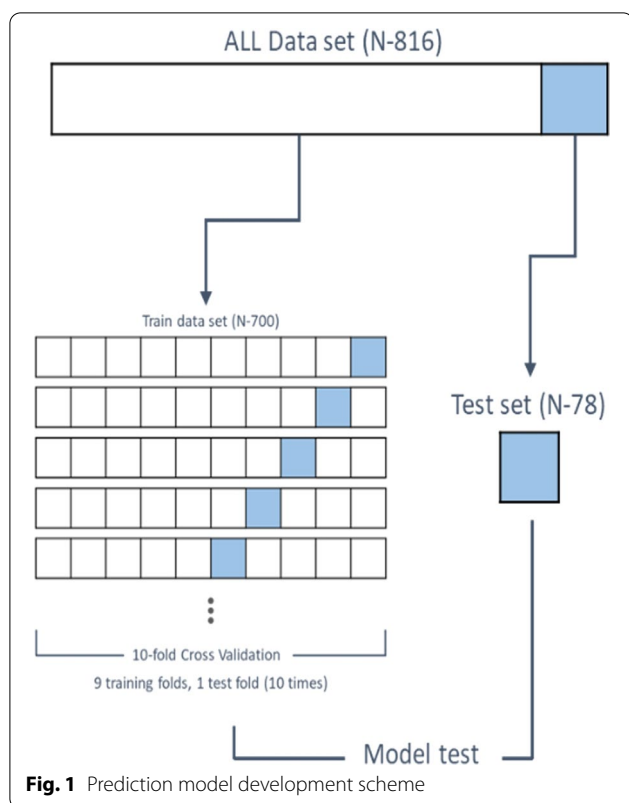 ALL Data set (N-816)
Train data set (N-700)
Test set (N-78)
10-fold Cross Validation
9 training folds, 1 test fold (10 times)
Model test
Fig. 1 Prediction model development scheme